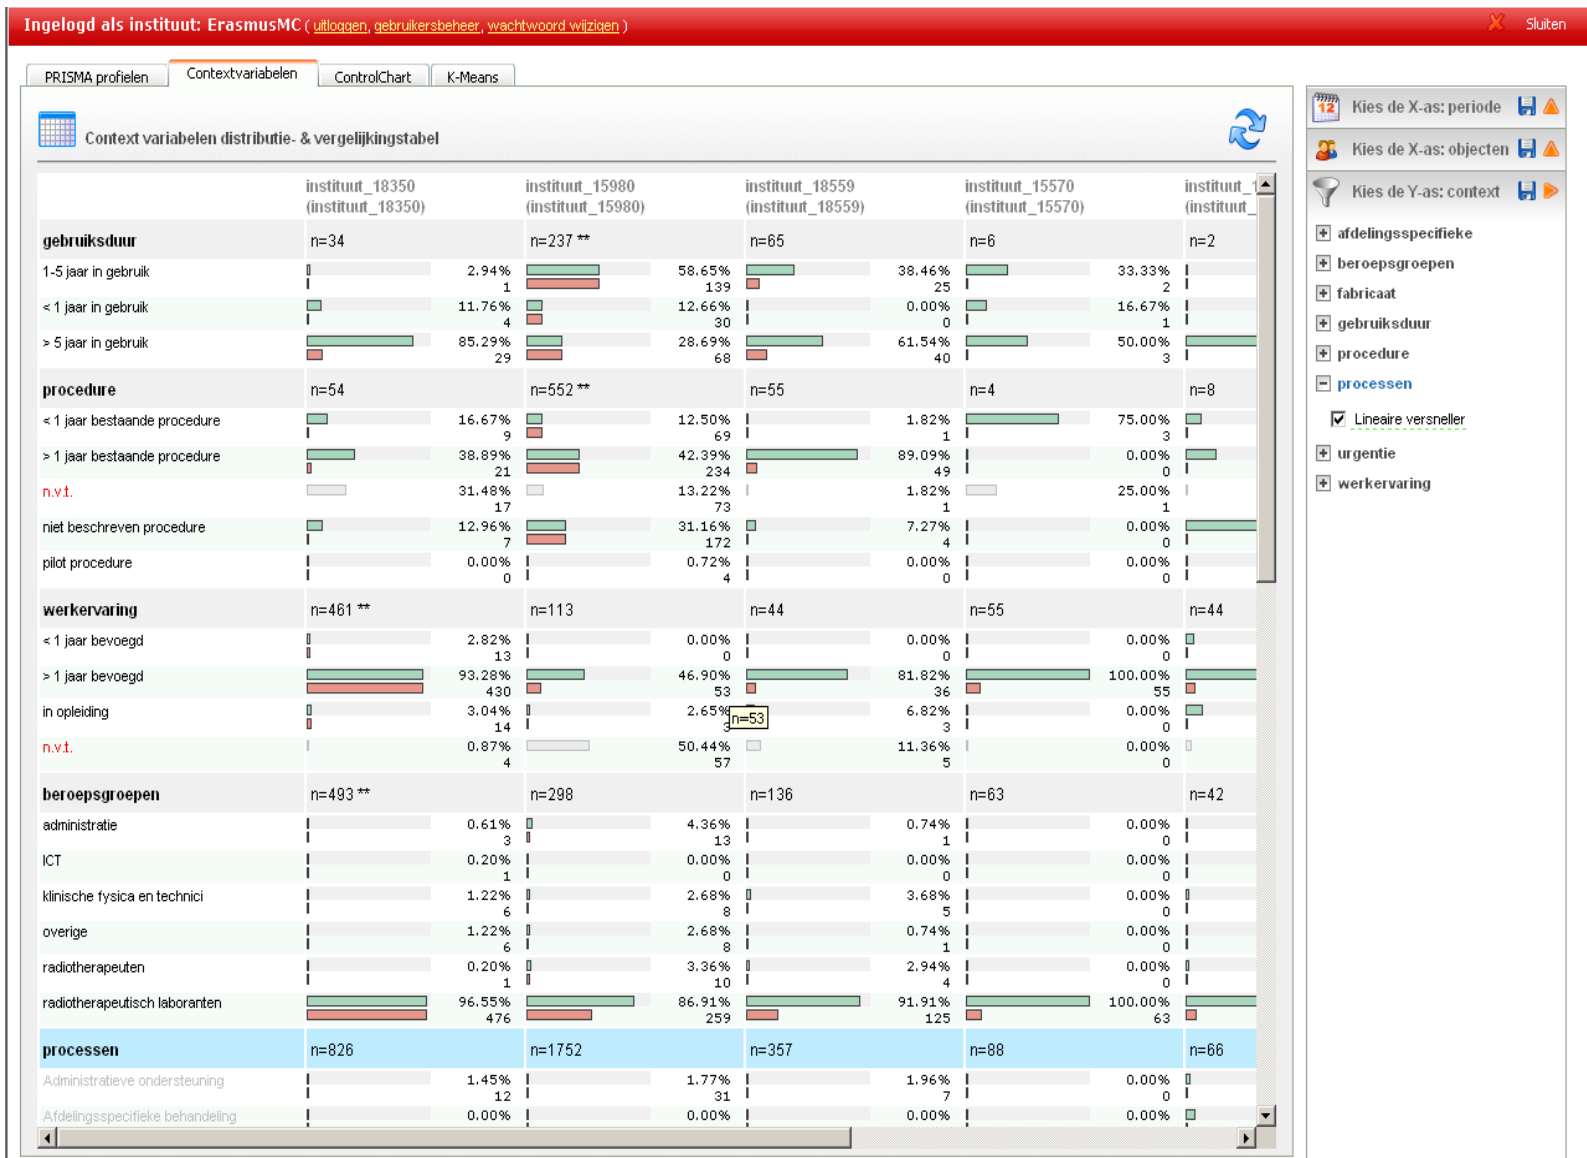 Ingelogd als instituut: ErasmusMC ( uitloggen, gebruikersbeheer, wachtwoord wijzigen )
Sluiten
PRISMA profielen Contextvariabelen ControlChart K-Means
Context variabelen distributie- & vergelijkingstabel
instituut_18350 instituut_15980 instituut_18559 instituut_15570 instituut_1
(instituut_18350) (instituut_15980) (instituut_18559) (instituut_15570) (instituut_
gebruiksduur n=34 n=237 ** n=65 n=6 n=2
1-5 jaar in gebruik 2.94% 58.65% 38.46% 33.33%
1 139 25 2
< 1 jaar in gebruik 11.76% 12.66% 0.00% 16.67%
4 30 0 1
> 5 jaar in gebruik 85.29% 28.69% 61.54% 50.00%
29 68 40 3
procedure n=54 n=552 ** n=55 n=4 n=8
< 1 jaar bestaande procedure 16.67% 12.50% 1.82% 75.00%
9 69 1 3
> 1 jaar bestaande procedure 38.89% 42.39% 89.09% 0.00%
21 234 49 0
n.v.t. 31.48% 13.22% 1.82% 25.00%
17 73 1 1
niet beschreven procedure 12.96% 31.16% 7.27% 0.00%
7 172 4 0
pilot procedure 0.00% 0.72% 0.00% 0.00%
0 4 0 0
werkervaring n=461 ** n=113 n=44 n=55 n=44
< 1 jaar bevoegd 2.82% 0.00% 0.00% 0.00%
13 0 0 0
> 1 jaar bevoegd 93.28% 46.90% 81.82% 100.00%
430 53 36 55
in opleiding 3.04% 2.65% 6.82% 0.00%
14 3 3 0
n=53
n.v.t. 0.87% 50.44% 11.36% 0.00%
4 57 5 0
beroepsgroepen n=493 ** n=298 n=136 n=63 n=42
administratie 0.61% 4.36% 0.74% 0.00%
3 13 1 0
ICT 0.20% 0.00% 0.00% 0.00%
1 0 0 0
klinische fysica en technici 1.22% 2.68% 3.68% 0.00%
6 8 5 0
overige 1.22% 2.68% 0.74% 0.00%
6 8 1 0
radiotherapeuten 0.20% 3.36% 2.94% 0.00%
1 10 4 0
radiotherapeutisch laboranten 96.55% 86.91% 91.91% 100.00%
476 259 125 63
processen n=826 n=1752 n=357 n=88 n=66
Administratieve ondersteuning 1.45% 1.77% 1.96% 0.00%
12 31 7 0
Afdelingsspecifieke behandeling 0.00% 0.00% 0.00% 0.00%
12 Kies de X-as: periode
Kies de X-as: objecten
Kies de Y-as: context
afdelingsspecifieke
beroepsgroepen
fabricaat
gebruiksduur
procedure
processen
Lineaire versneller
urgentie
werkervaring